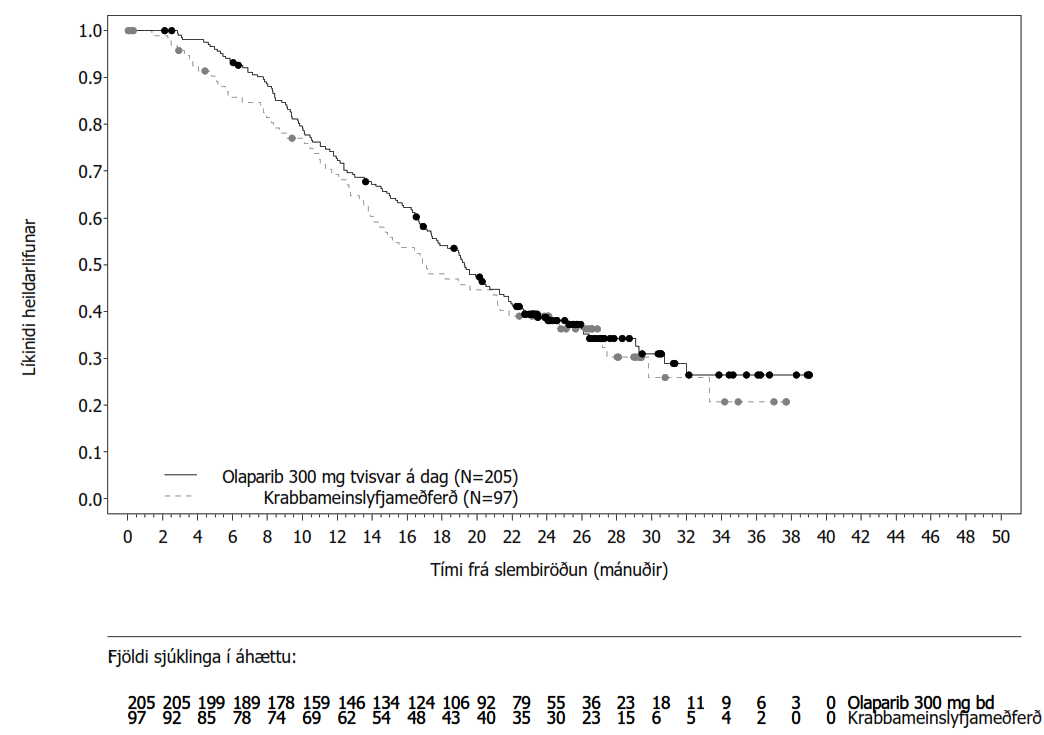 1.0
0.9
0.8
0.7
0.6
0.5
0.4
0.3
0.2
0.1
0.0
Líkinidi heildarlifunar
Olaparib 300 mg tvisvar á dag (N=205)
Krabbameinslyfjameðferð (N=97)
0 2 4 6 8 10 12 14 16 18 20 22 24 26 28 30 32 34 36 38 40 42 44 46 48 50
Tími frá slembiröðun (mánuðir)
Fjöldi sjúklinga í áhættu:
205 205 199 189 178 159 146 134 124 106 92 79 55 36 23 18 11 9 6 3 0 Olaparib 300 mg bd
97 92 85 78 74 69 62 54 48 43 40 35 30 23 15 6 5 4 2 0 0 Krabbameinslyfjameðferð